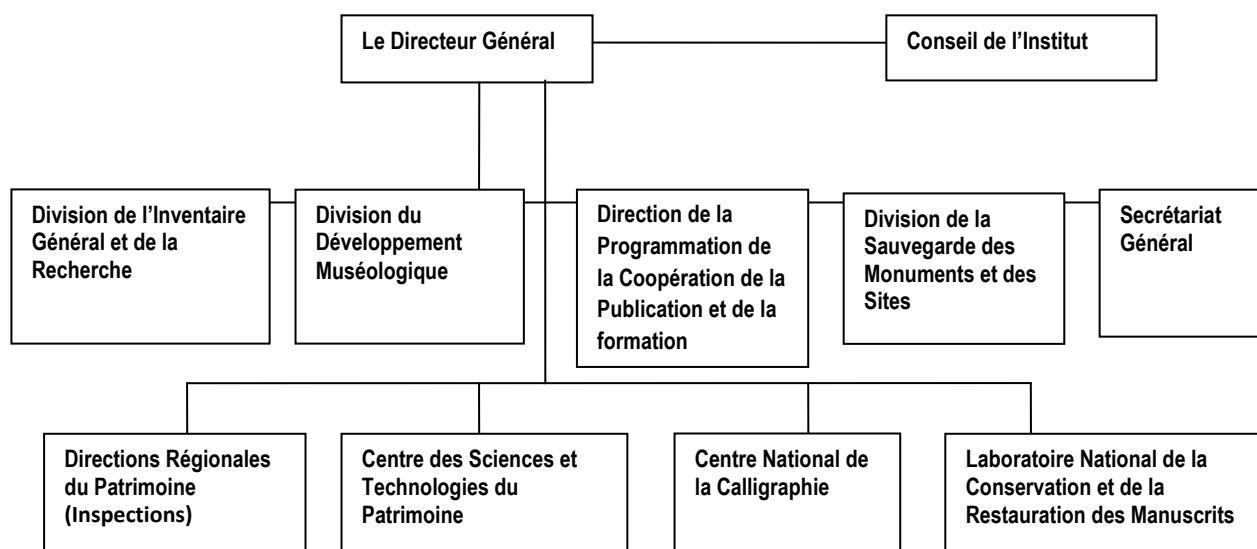 Le Directeur Général
Conseil de l’Institut
Division de l’Inventaire
Général et de la
Recherche
Division du
Développement
Muséologique
Direction de la
Programmation de
la Coopération de la
Publication et de la
formation
Division de la
Sauvegarde des
Monuments et des
Sites
Secrétariat
Général
Directions Régionales
du Patrimoine
(Inspections)
Centre des Sciences et
Technologies du
Patrimoine
Centre National de
la Calligraphie
Laboratoire National de la
Conservation et de la
Restauration des Manuscrits